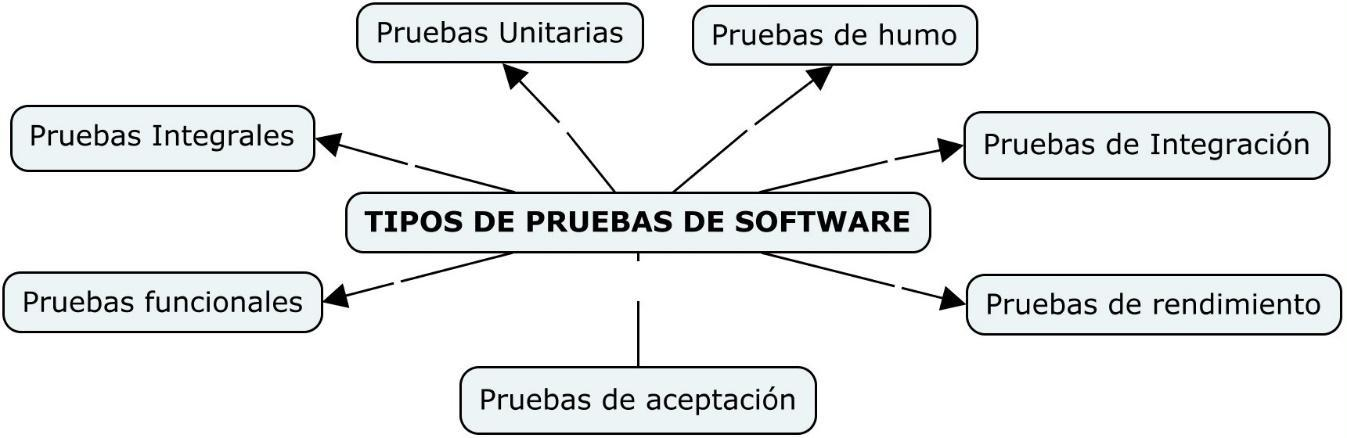 Pruebas Unitarias
Pruebas de humo
Pruebas Integrales
Pruebas de Integración
TIPOS DE PRUEBAS DE SOFTWARE
Pruebas funcionales
Pruebas de rendimiento
Pruebas de aceptación